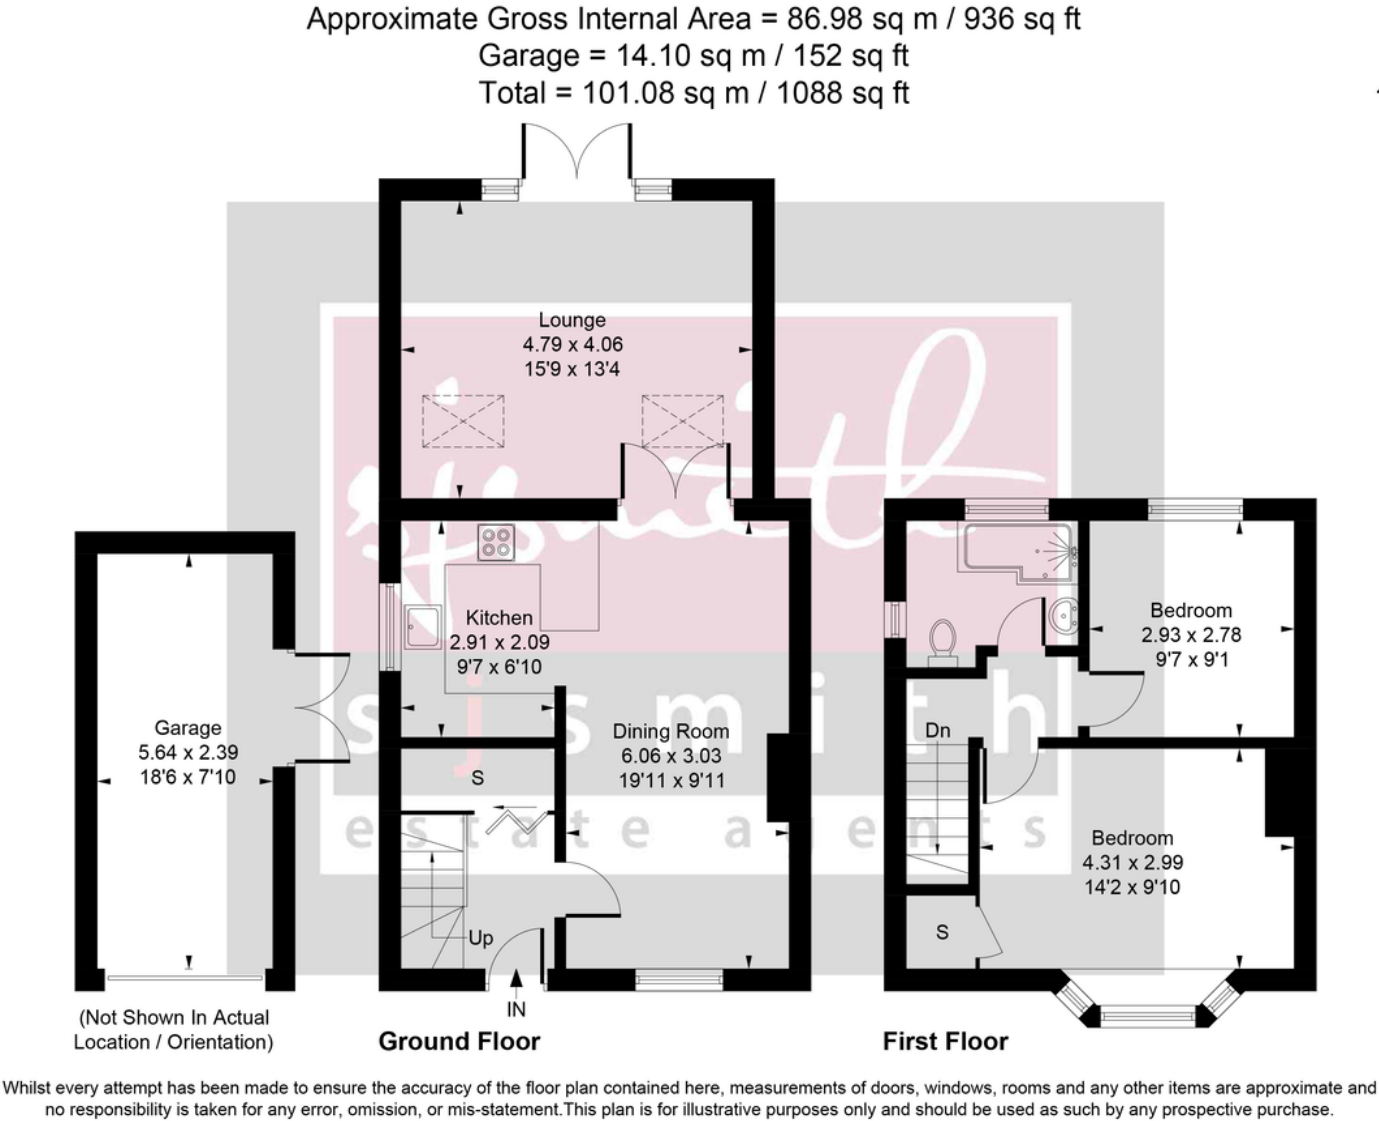 Approximate Gross Internal Area = 86.98 sq m / 936 sq ft
Garage = 14.10 sq m / 152 sq ft
Total = 101.08 sq m / 1088 sq ft
Lounge
4.79 x 4.06
15'9 x 13'4
Kitchen
2.91 x 2.09
9'7 x 6'10
Dining Room
6.06 x 3.03
19'11 x 9'11
S
Up
IN
Garage
5.64 x 2.39
18'6 x 7'10
(Not Shown In Actual
Location / Orientation)
Ground Floor
Bedroom
2.93 x 2.78
9'7 x 9'1
Dn
Bedroom
4.31 x 2.99
14'2 x 9'10
S
First Floor
sjsmith
sjsmith
estate agents
Whilst every attempt has been made to ensure the accuracy of the floor plan contained here, measurements of doors, windows, rooms and any other items are approximate and
no responsibility is taken for any error, omission, or mis-statement.This plan is for illustrative purposes only and should be used as such by any prospective purchase.